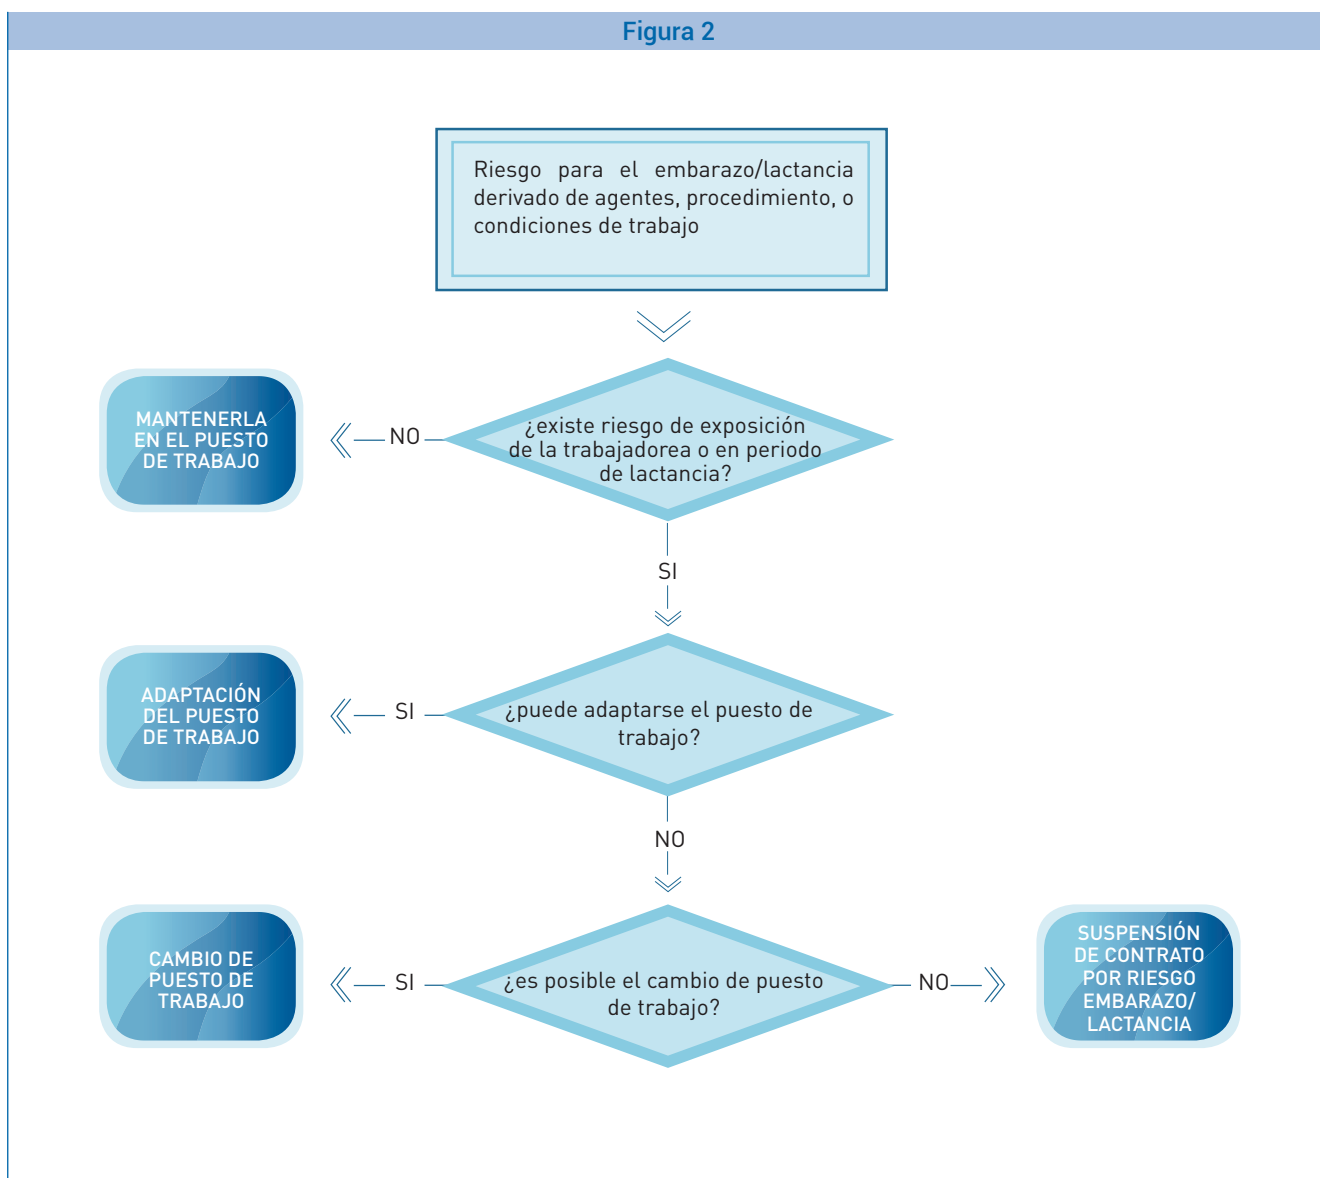 Figura 2
Riesgo para el embarazo/lactancia
derivado de agentes, procedimiento, o
condiciones de trabajo
MANTENERLA
EN EL PUESTO
DE TRABAJO
NO
¿existe riesgo de exposición
de la trabajadorea o en periodo
de lactancia?
SI
ADAPTACIÓN
DEL PUESTO
DE TRABAJO
SI
¿puede adaptarse el puesto de
trabajo?
NO
CAMBIO DE
PUESTO DE
TRABAJO
SI
¿es posible el cambio de puesto
de trabajo?
NO
SUSPENSIÓN
DE CONTRATO
POR RIESGO
EMBARAZO/
LACTANCIA